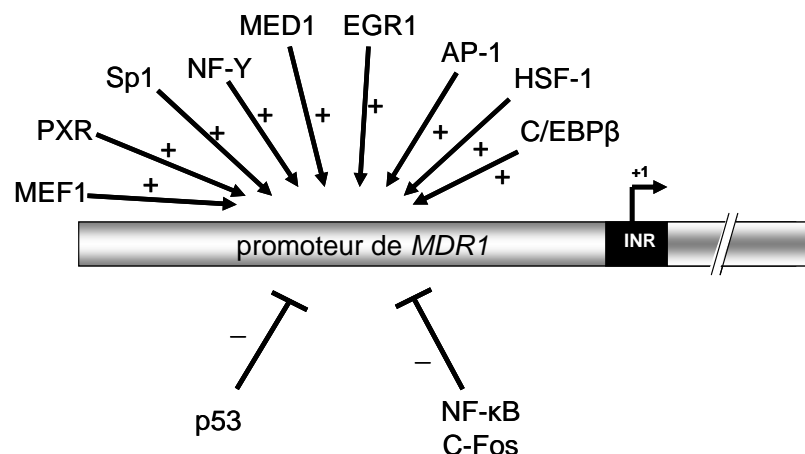 MED1
EGR1
NF-Y
AP-1
Sp1
HSF-1
PXR
C/EBPβ
MEF1
+
+
+
+
+
+
+
+
+
+1
promoteur de MDR1
INR
–
–
p53
NF-κB
C-Fos